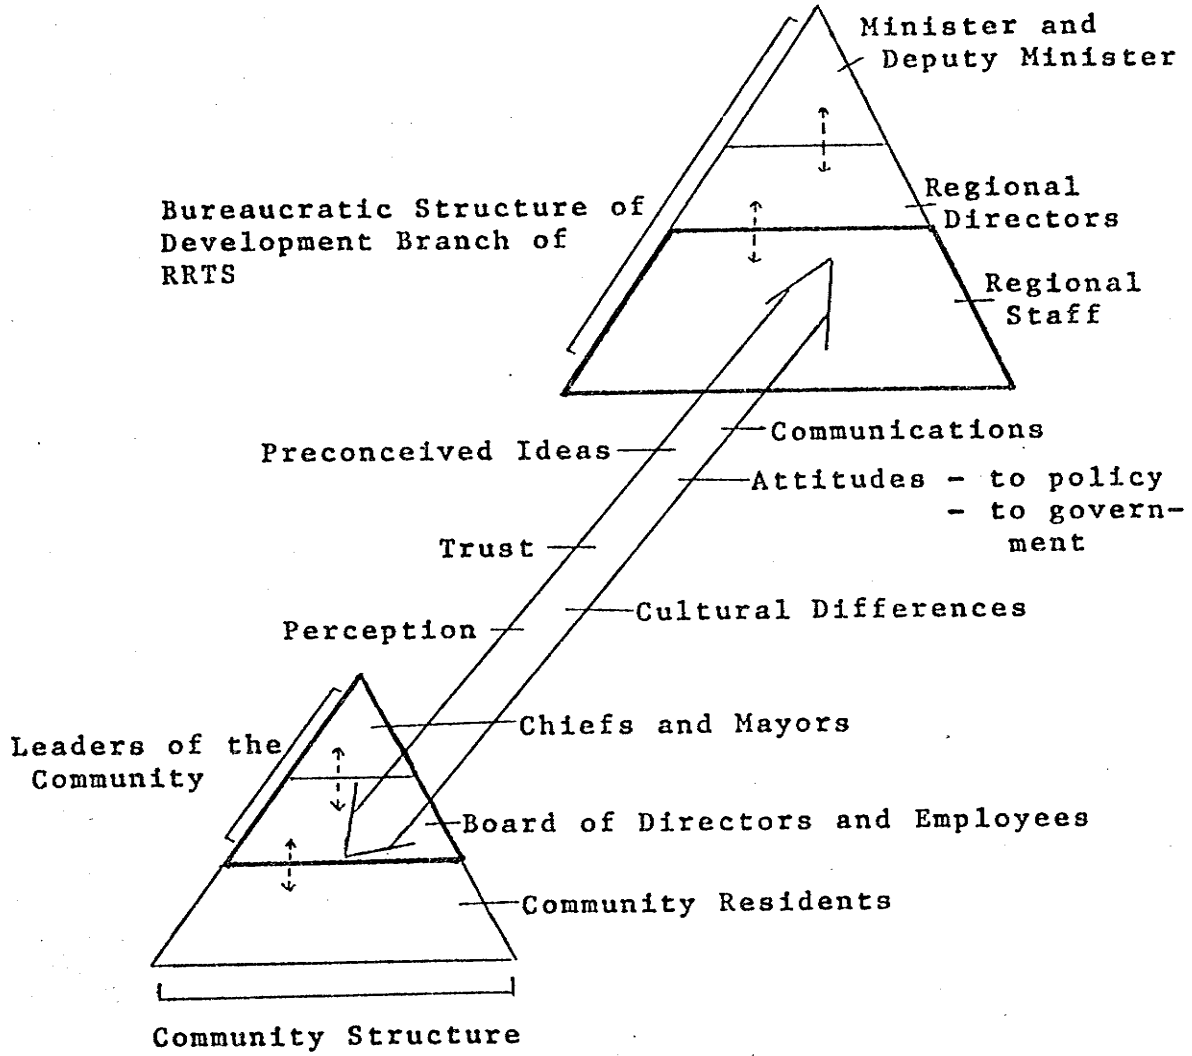 Minister and
Deputy Minister
Regional
Directors
Bureaucratic Structure of
Development Branch of
RRTS
Regional
Staff
Communications
Preconceived Ideas
Attitudes - to policy
- to govern-
ment
Trust
Cultural Differences
Perception
Chiefs and Mayors
Leaders of the
Community
Board of Directors and Employees
Community Residents
Community Structure